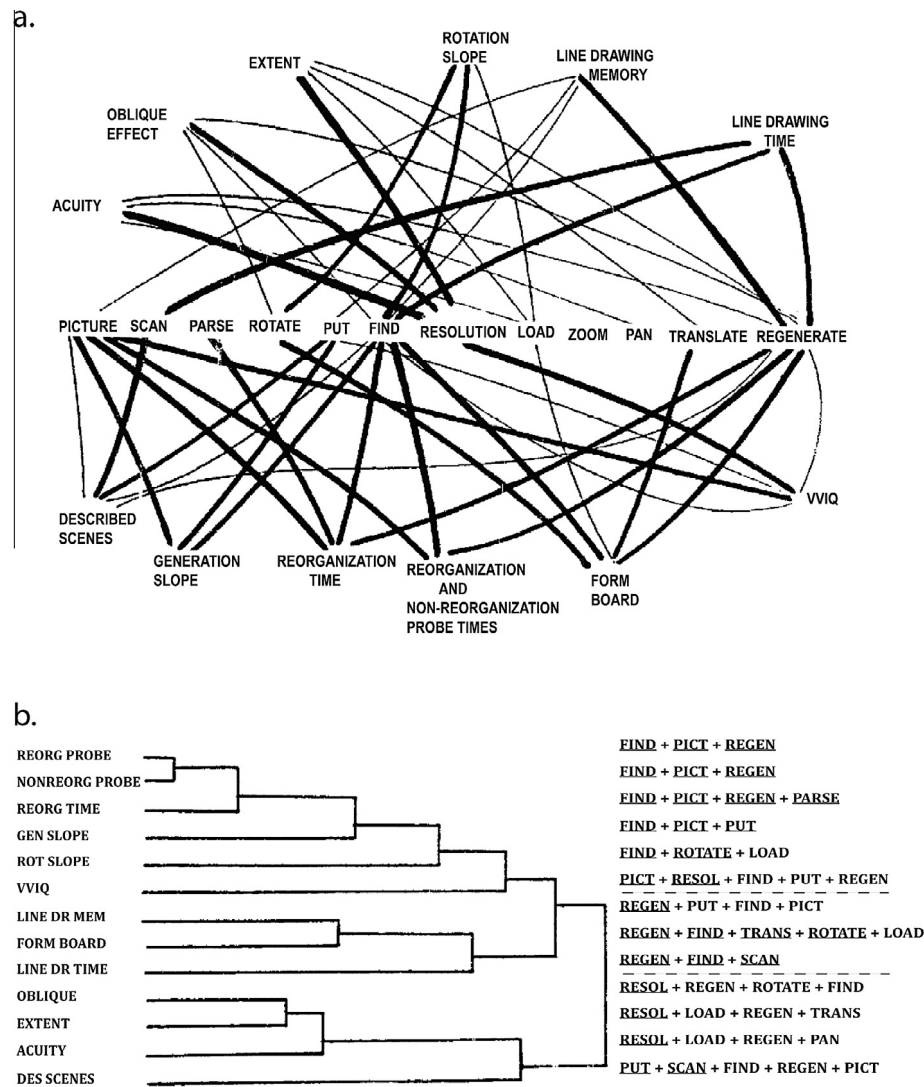 a.
ROTATION
SLOPE
EXTENT
LINE DRAWING
MEMORY
OBLIQUE
EFFECT
LINE DRAWING
TIME
ACUITY
PICTURE SCAN PARSE ROTATE PUT FIND RESOLUTION LOAD ZOOM PAN TRANSLATE REGENERATE
VVIQ
DESCRIBED
SCENES
GENERATION
SLOPE
REORGANIZATION
TIME
REORGANIZATION
AND
NON-REORGANIZATION
PROBE TIMES
FORM
BOARD
b.
REORG PROBE FIND + PICT + REGEN
NONREORG PROBE FIND + PICT + REGEN
REORG TIME FIND + PICT + REGEN + PARSE
GEN SLOPE FIND + PICT + PUT
ROT SLOPE FIND + ROTATE + LOAD
VVIQ PICT + RESOL + FIND + PUT + REGEN
LINE DR MEM REGEN + PUT + FIND + PICT
FORM BOARD REGEN + FIND + TRANS + ROTATE + LOAD
LINE DR TIME REGEN + FIND + SCAN
OBLIQUE RESOL + REGEN + ROTATE + FIND
EXTENT RESOL + LOAD + REGEN + TRANS
ACUITY RESOL + LOAD + REGEN + PAN
DES SCENES PUT + SCAN + FIND + REGEN + PICT